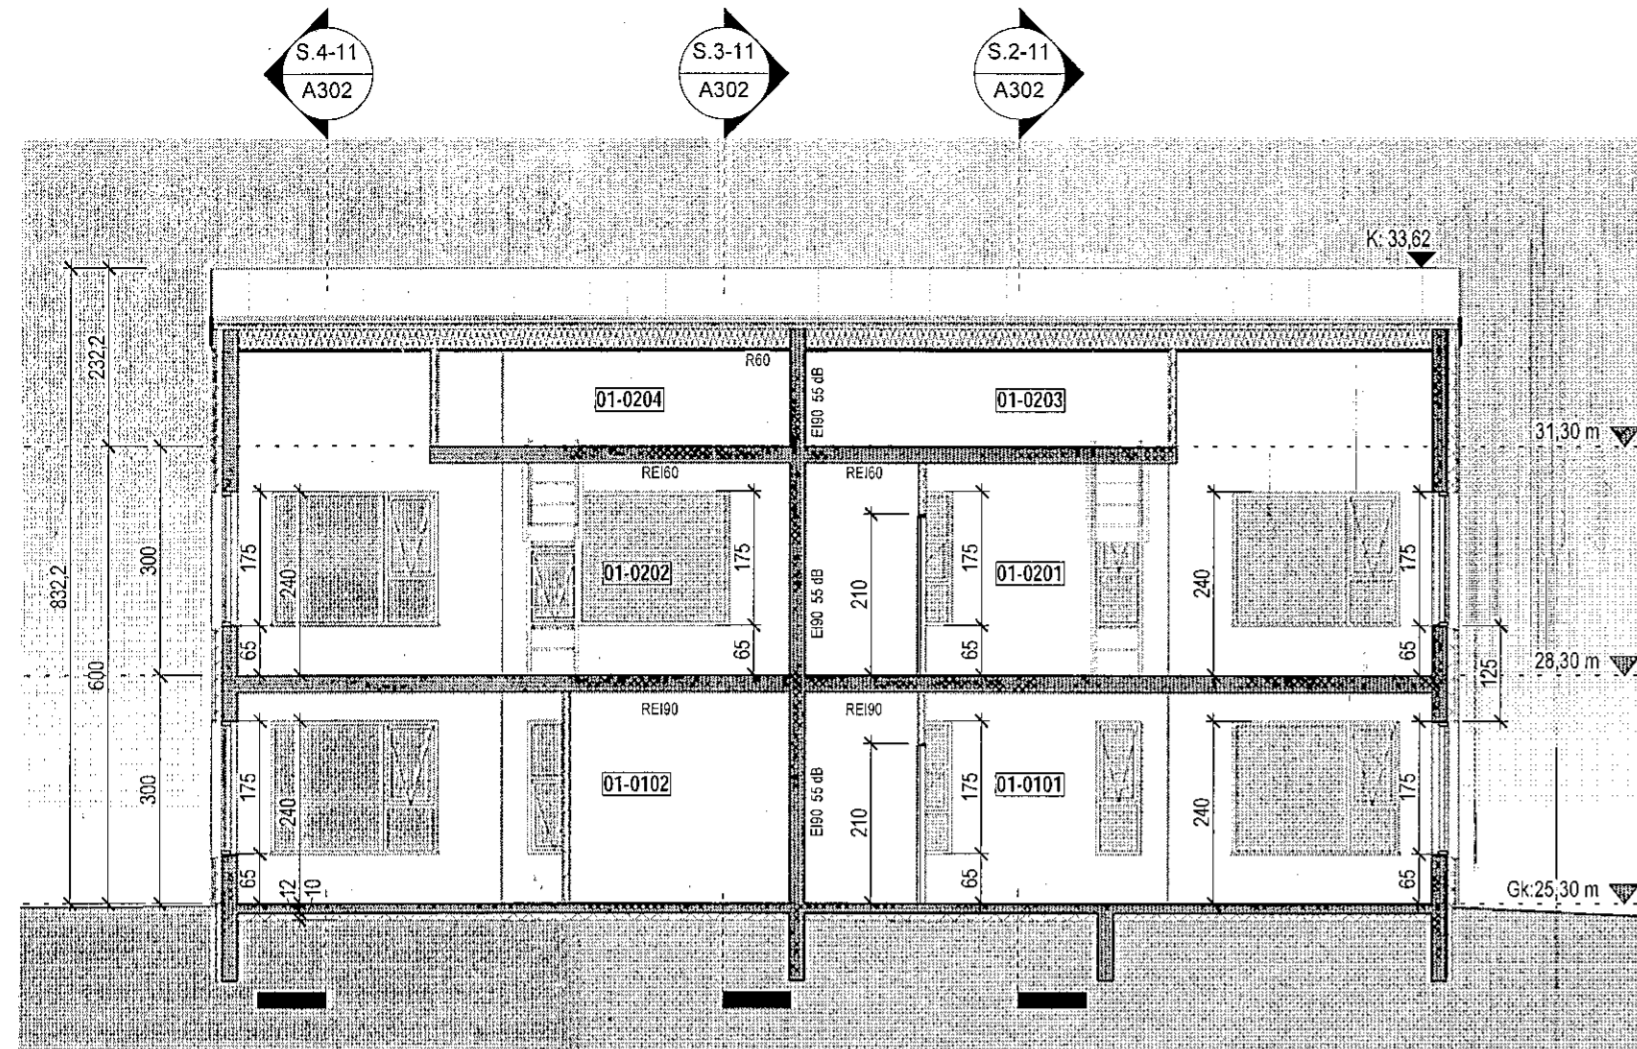 S.4-11
A302
S.3-11
A302
S.2-11
A302
K: 33,62
232,2
832,2
600
300
300
R60
01-0204
EI90 55 dB
01-0203
31,30 m
REI60
REI60
175
240
65
01-0202
175
65
EI90 55 dB
210
175
65
01-0201
240
175
65
125
28,30 m
REI90
REI90
175
240
65
12
10
01-0102
EI90 55 dB
210
175
65
01-0101
240
175
65
Gk:25,30 m